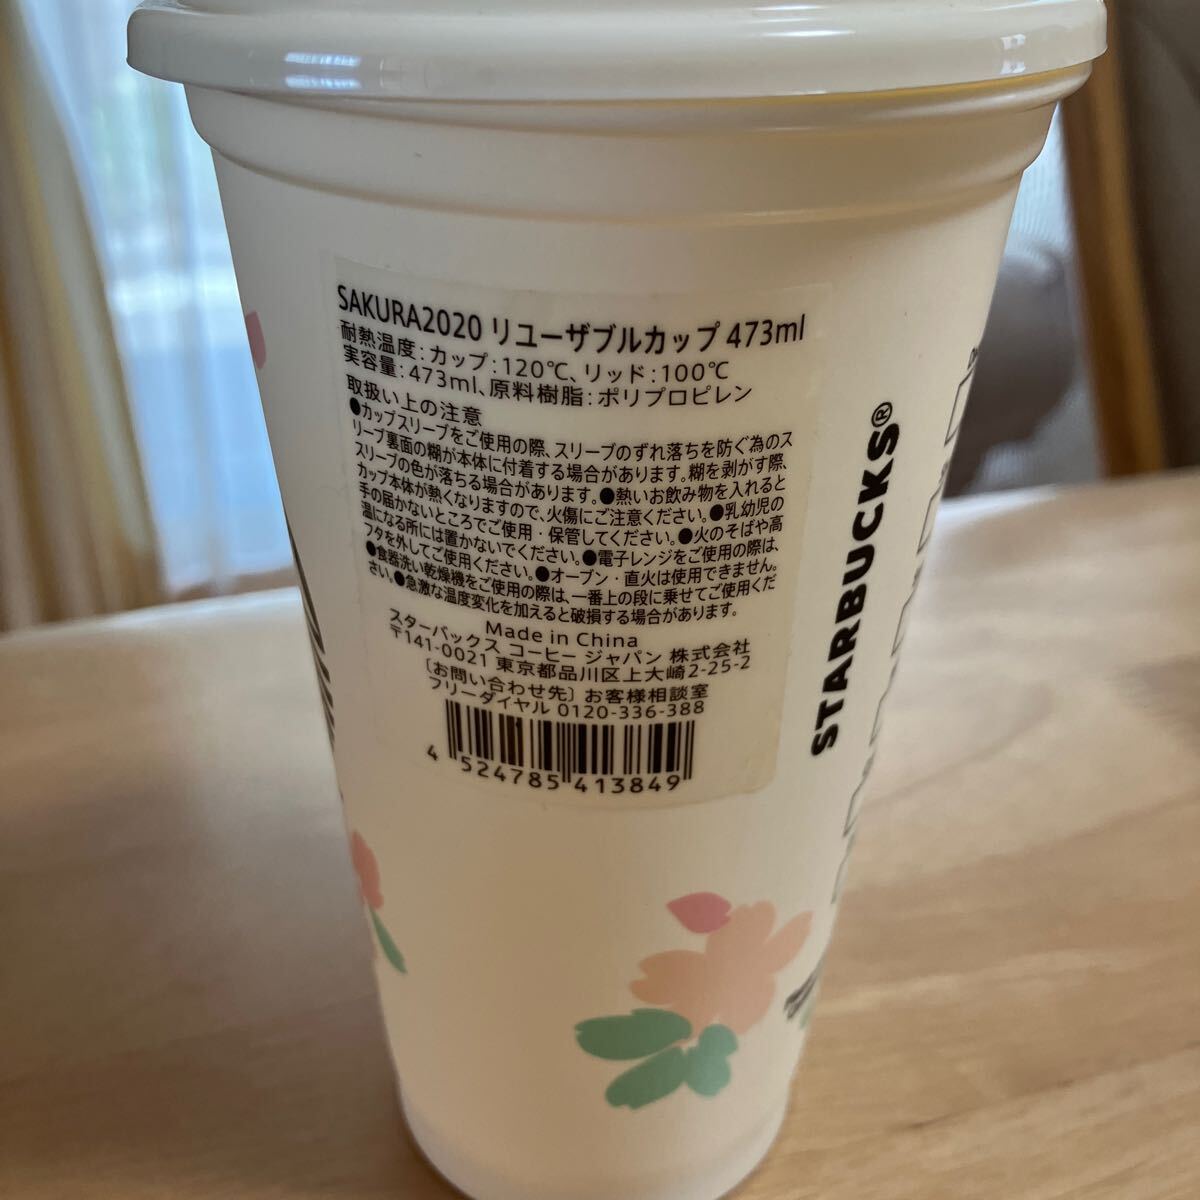 SAKURA2020 リユーザブルカップ 473ml
耐熱温度:カップ:120℃、リッド:100℃
実容量:473ml、原料樹脂:ポリプロピレン
取扱い上の注意
●カップスリーブをご使用の際、スリーブのずれ落ちを防ぐ為のス
リーブ裏面の糊が本体に付着する場合があります。糊を剥がす際、
スリーブの色が落ちる場合があります。●熱いお飲み物を入れると
カップ本体が熱くなりますので、火傷にご注意ください。●乳幼児の
手の届かないところでご使用・保管してください。●火のそばや高
温になる所には置かないでください。●電子レンジをご使用の際は、
フタを外してご使用ください。●オーブン・直火は使用できません。
●食器洗い乾燥機をご使用の際は、一番上の段に乗せてご使用くだ
さい。●急激な温度変化を加えると破損する場合があります。
Made in China
スターバックス コーヒー ジャパン 株式会社
〒141-0021 東京都品川区上大崎2-25-2
〔お問い合わせ先〕お客様相談室
フリーダイヤル 0120-336-388
4 524785 413849
STARBUCKS®